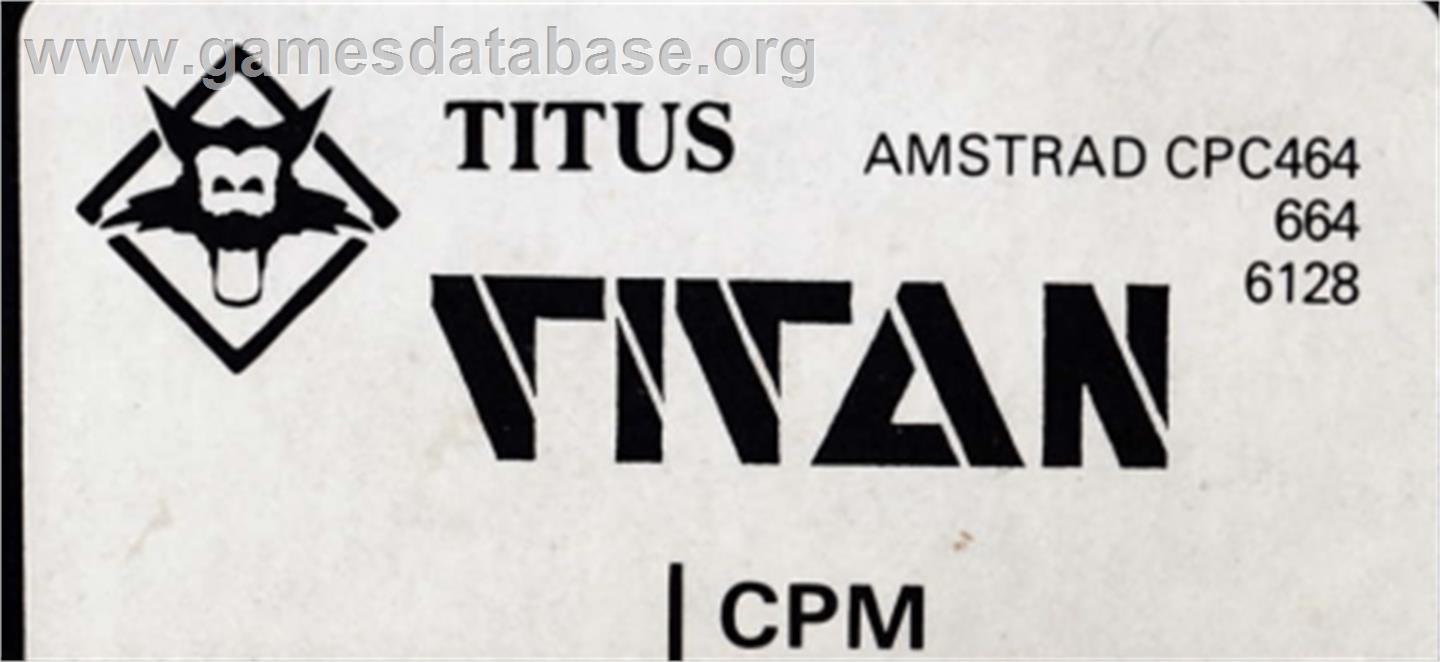 www.gamesdatabase.org
TITUS
AMSTRAD CPC464
664
6128
TITAN
|CPM